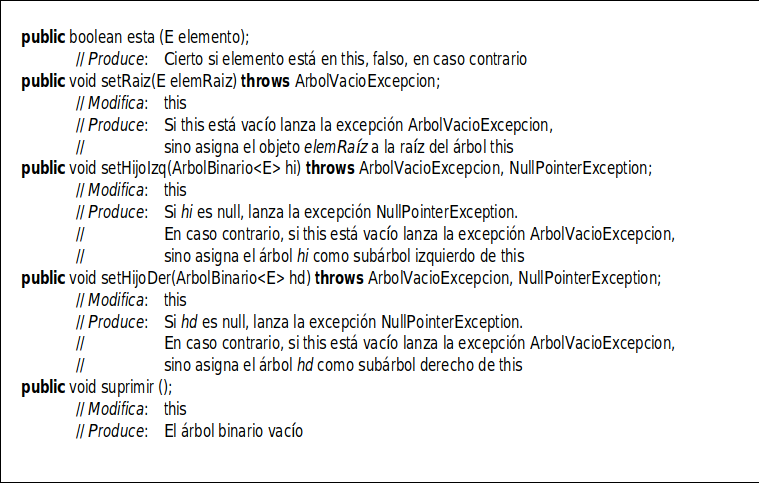 public boolean esta (E elemento);
// Produce: Cierto si elemento está en this, falso, en caso contrario
public void setRaiz(E elemRaiz) throws ArbolVacioExcepcion;
// Modifica: this
// Produce: Si this está vacío lanza la excepción ArbolVacioExcepcion,
// sino asigna el objeto elemRaíz a la raíz del árbol this
public void setHijoIzq(ArbolBinario<E> hi) throws ArbolVacioExcepcion, NullPointerException;
// Modifica: this
// Produce: Si hi es null, lanza la excepción NullPointerException.
// En caso contrario, si this está vacío lanza la excepción ArbolVacioExcepcion,
// sino asigna el árbol hi como subárbol izquierdo de this
public void setHijoDer(ArbolBinario<E> hd) throws ArbolVacioExcepcion, NullPointerException;
// Modifica: this
// Produce: Si hd es null, lanza la excepción NullPointerException.
// En caso contrario, si this está vacío lanza la excepción ArbolVacioExcepcion,
// sino asigna el árbol hd como subárbol derecho de this
public void suprimir ();
// Modifica: this
// Produce: El árbol binario vacío